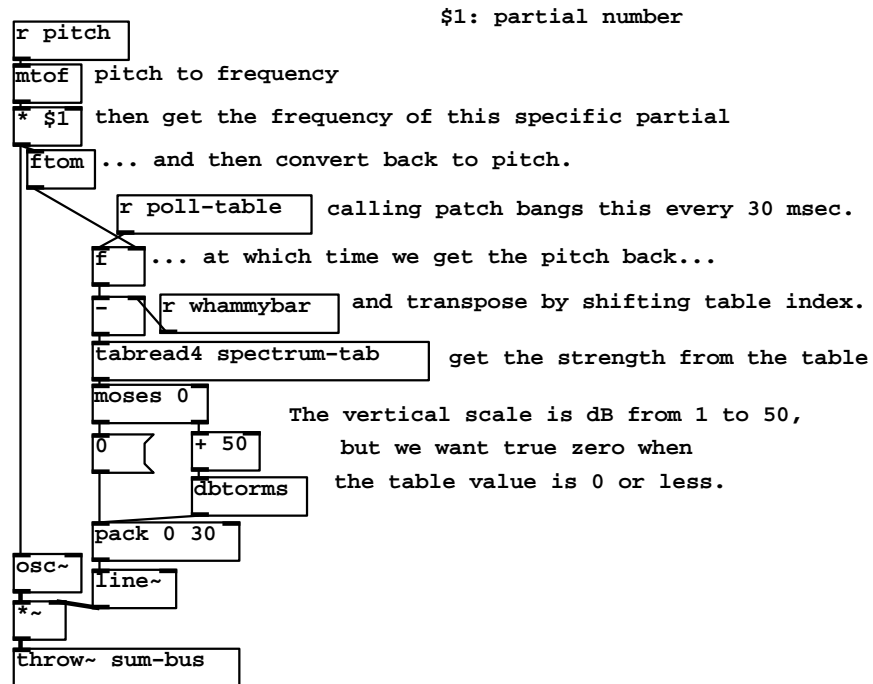 $1: partial number
r pitch
mtof pitch to frequency
* $1 then get the frequency of this specific partial
ftom ... and then convert back to pitch.
r poll-table calling patch bangs this every 30 msec.
f ... at which time we get the pitch back...
- r whammybar and transpose by shifting table index.
tabread4 spectrum-tab get the strength from the table
moses 0
The vertical scale is dB from 1 to 50,
0 + 50 but we want true zero when
dbtorms the table value is 0 or less.
pack 0 30
osc~
line~
*~
throw~ sum-bus